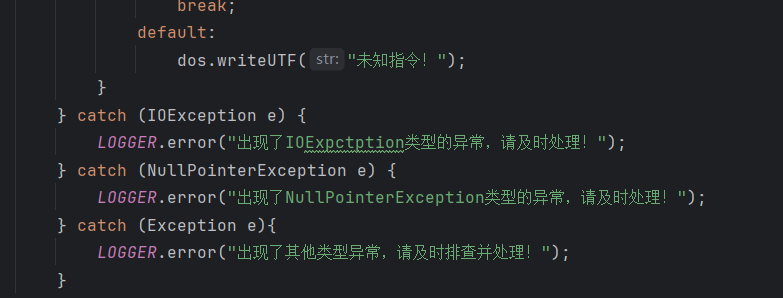 break;
default:
dos.writeUTF( str: "未知指令！");
}
} catch (IOException e) {
LOGGER.error("出现了IOExpctption类型的异常，请及时处理！");
} catch (NullPointerException e) {
LOGGER.error("出现了NullPointerException类型的异常，请及时处理！");
} catch (Exception e){
LOGGER.error("出现了其他类型异常，请及时排查并处理！");
}